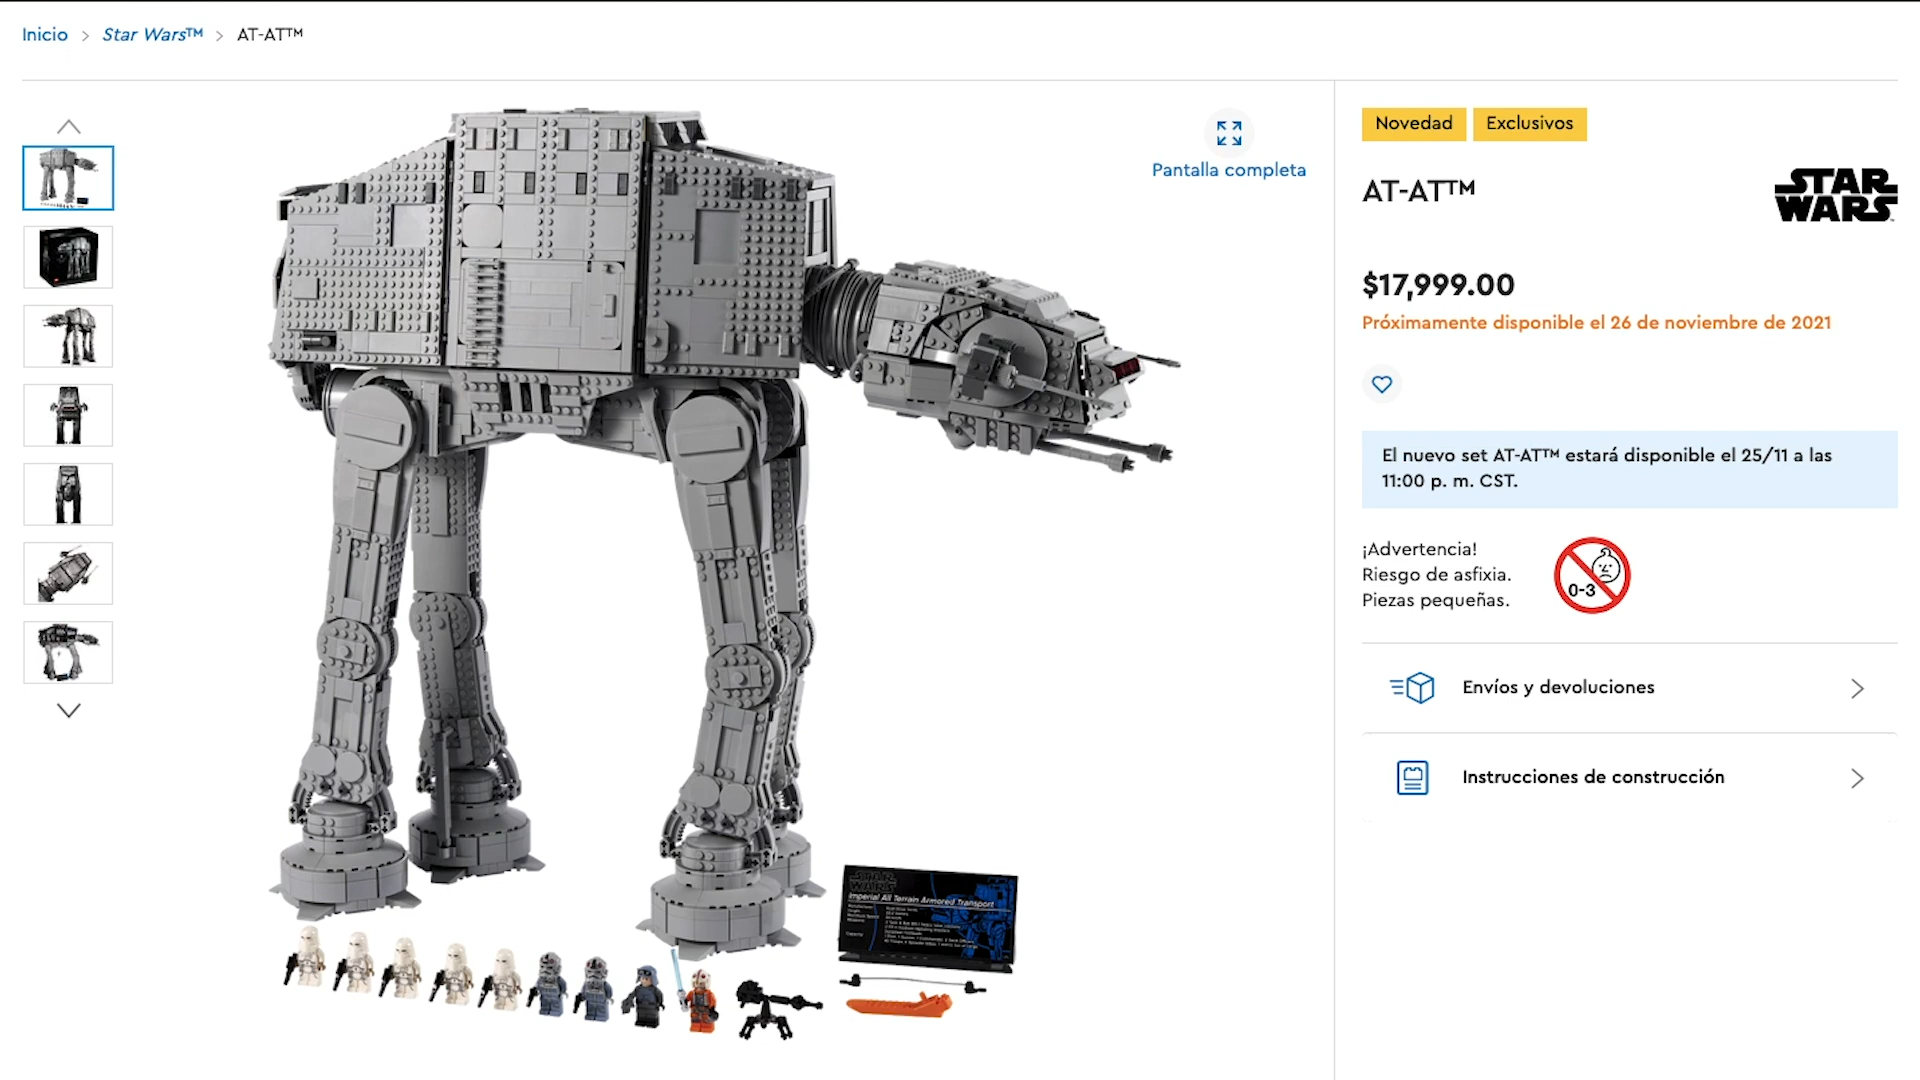 Inicio > Star Wars™ > AT-AT™
Pantalla completa
Novedad
Exclusivos
AT-AT™
STAR
WARS
$17,999.00
Próximamente disponible el 26 de noviembre de 2021
El nuevo set AT-AT™ estará disponible el 25/11 a las
11:00 p. m. CST.
¡Advertencia!
Riesgo de asfixia.
Piezas pequeñas.
0-3
Envíos y devoluciones
Instrucciones de construcción
STAR
WARS
Imperial All Terrain Armored Transport